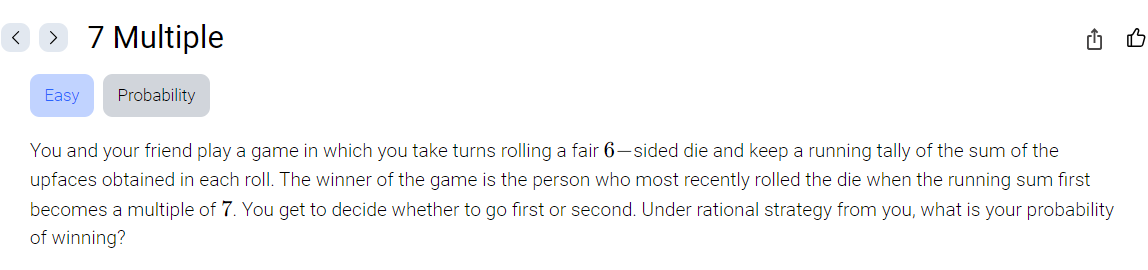 7 Multiple
Easy
Probability
You and your friend play a game in which you take turns rolling a fair 6−sided die and keep a running tally of the sum of the
upfaces obtained in each roll. The winner of the game is the person who most recently rolled the die when the running sum first
becomes a multiple of 7. You get to decide whether to go first or second. Under rational strategy from you, what is your probability
of winning?